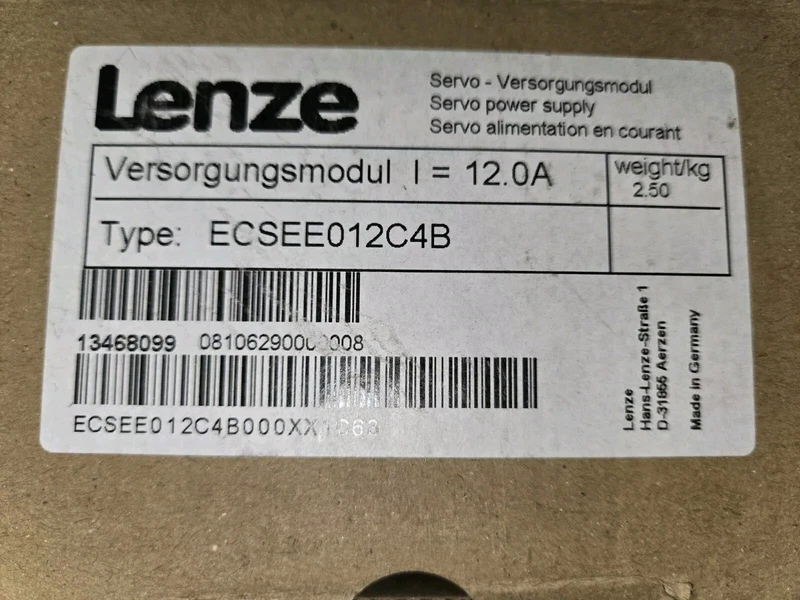 Lenze
Servo - Versorgungsmodul
Servo power supply
Servo alimentation en courant
Versorgungsmodul I = 12.0A
weight/kg
2.50
Type: ECSEE012C4B
13468099
Lenze
Hans-Lenze-Straße 1
D-31855 Aerzen
Made in Germany